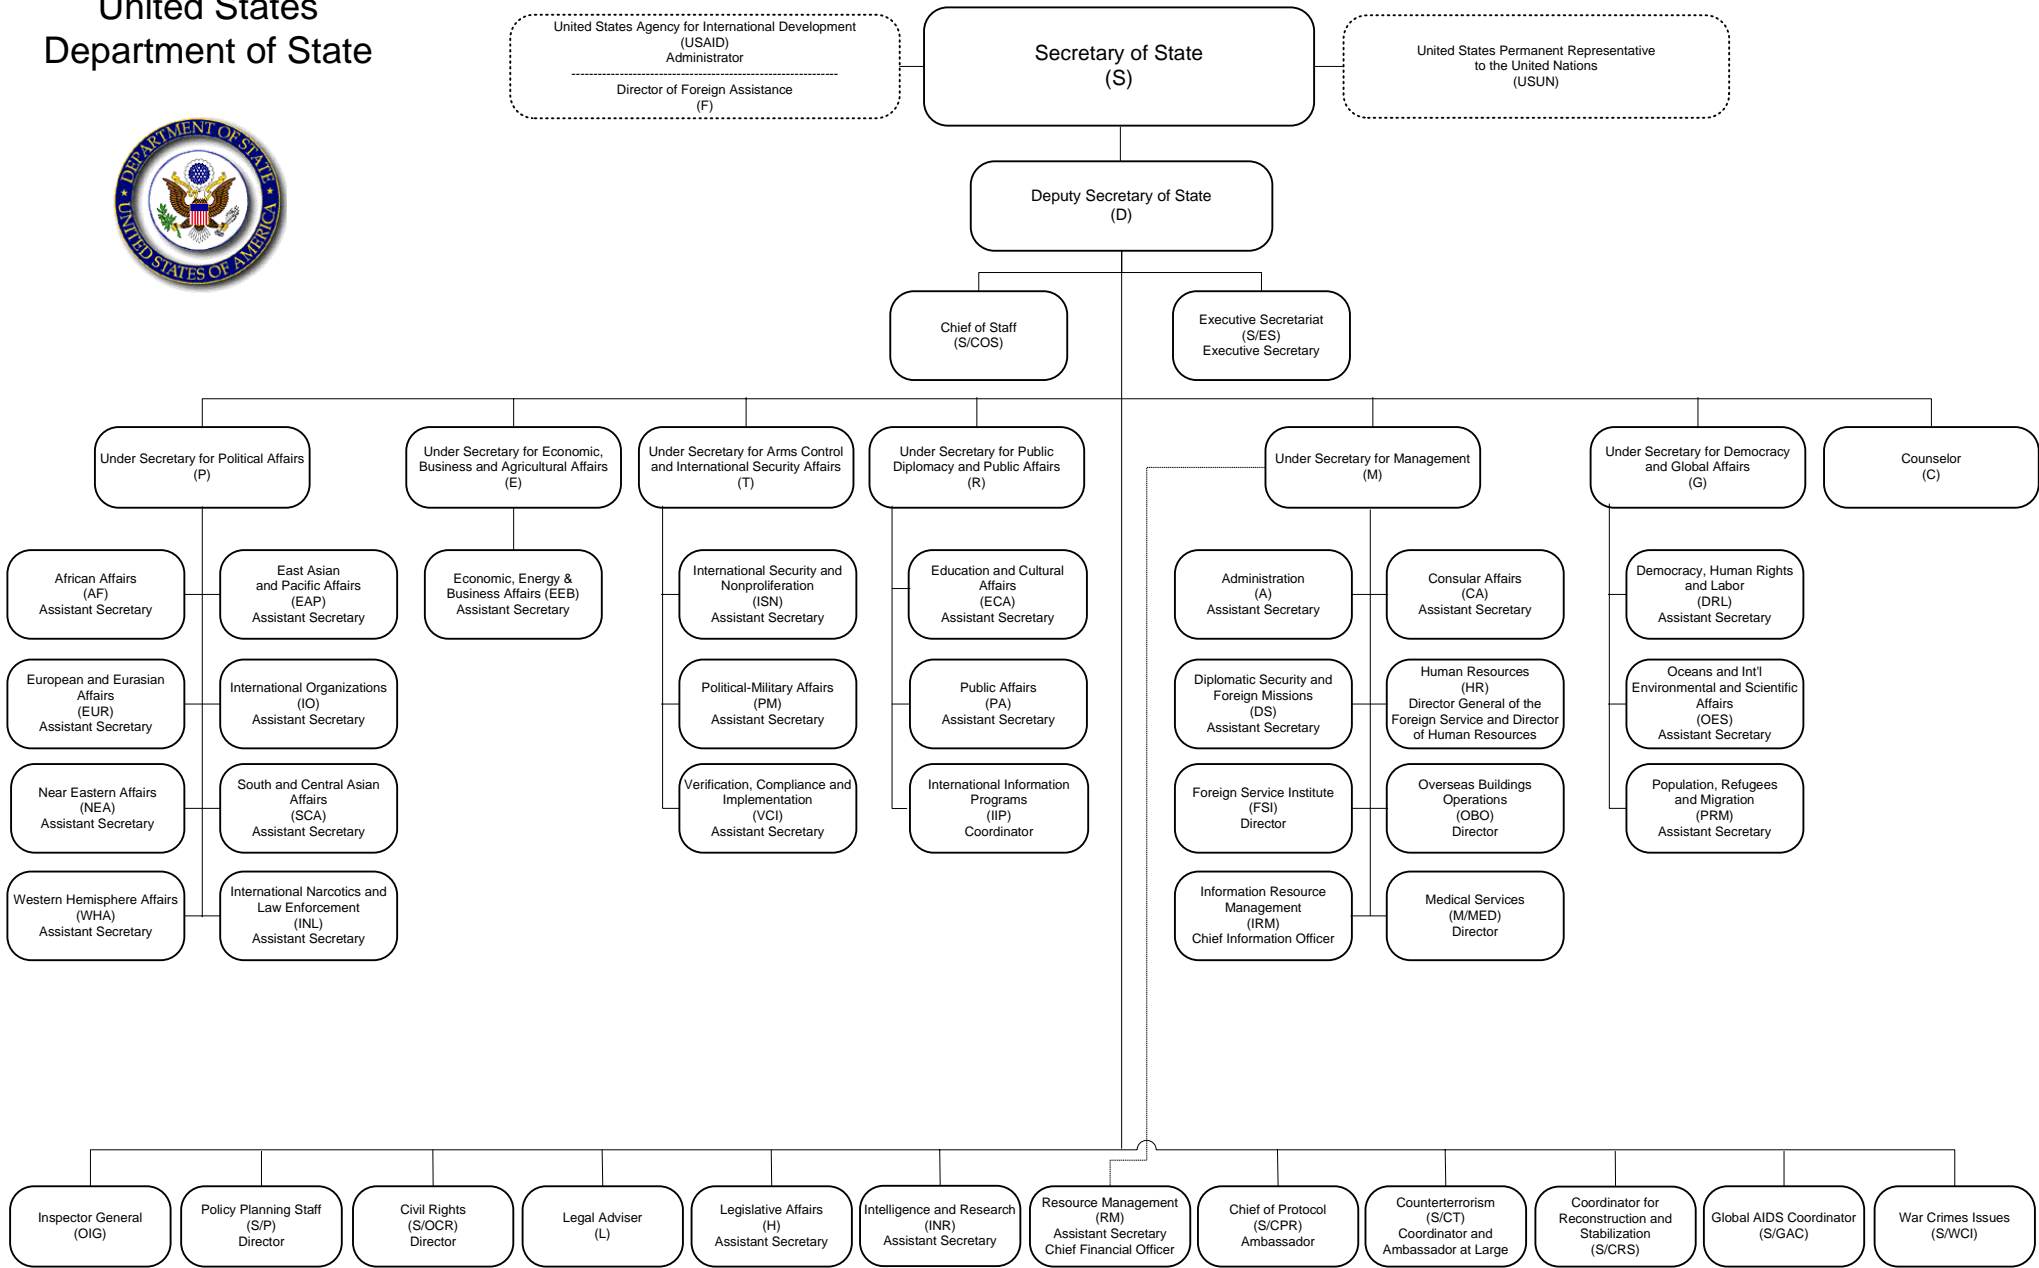 United States
Department of State
DEPARTMENT OF STATE
UNITED STATES OF AMERICA
United States Agency for International Development
(USAID)
Administrator
Director of Foreign Assistance
(F)
Secretary of State
(S)
United States Permanent Representative
to the United Nations
(USUN)
Deputy Secretary of State
(D)
Chief of Staff
(S/COS)
Executive Secretariat
(S/ES)
Executive Secretary
Under Secretary for Political Affairs
(P)
Under Secretary for Economic,
Business and Agricultural Affairs
(E)
Under Secretary for Arms Control
and International Security Affairs
(T)
Under Secretary for Public
Diplomacy and Public Affairs
(R)
Under Secretary for Management
(M)
Under Secretary for Democracy
and Global Affairs
(G)
Counselor
(C)
African Affairs
(AF)
Assistant Secretary
East Asian
and Pacific Affairs
(EAP)
Assistant Secretary
Economic, Energy &
Business Affairs (EEB)
Assistant Secretary
International Security and
Nonproliferation
(ISN)
Assistant Secretary
Education and Cultural
Affairs
(ECA)
Assistant Secretary
Administration
(A)
Assistant Secretary
Consular Affairs
(CA)
Assistant Secretary
Democracy, Human Rights
and Labor
(DRL)
Assistant Secretary
European and Eurasian
Affairs
(EUR)
Assistant Secretary
International Organizations
(IO)
Assistant Secretary
Political-Military Affairs
(PM)
Assistant Secretary
Public Affairs
(PA)
Assistant Secretary
Diplomatic Security and
Foreign Missions
(DS)
Assistant Secretary
Human Resources
(HR)
Director General of the
Foreign Service and Director
of Human Resources
Oceans and Int'l
Environmental and Scientific
Affairs
(OES)
Assistant Secretary
Near Eastern Affairs
(NEA)
Assistant Secretary
South and Central Asian
Affairs
(SCA)
Assistant Secretary
Verification, Compliance and
Implementation
(VCI)
Assistant Secretary
International Information
Programs
(IIP)
Coordinator
Foreign Service Institute
(FSI)
Director
Overseas Buildings
Operations
(OBO)
Director
Population, Refugees
and Migration
(PRM)
Assistant Secretary
Western Hemisphere Affairs
(WHA)
Assistant Secretary
International Narcotics and
Law Enforcement
(INL)
Assistant Secretary
Information Resource
Management
(IRM)
Chief Information Officer
Medical Services
(M/MED)
Director
Inspector General
(OIG)
Policy Planning Staff
(S/P)
Director
Civil Rights
(S/OCR)
Director
Legal Adviser
(L)
Legislative Affairs
(H)
Assistant Secretary
Intelligence and Research
(INR)
Assistant Secretary
Resource Management
(RM)
Assistant Secretary
Chief Financial Officer
Chief of Protocol
(S/CPR)
Ambassador
Counterterrorism
(S/CT)
Coordinator and
Ambassador at Large
Coordinator for
Reconstruction and
Stabilization
(S/CRS)
Global AIDS Coordinator
(S/GAC)
War Crimes Issues
(S/WCI)